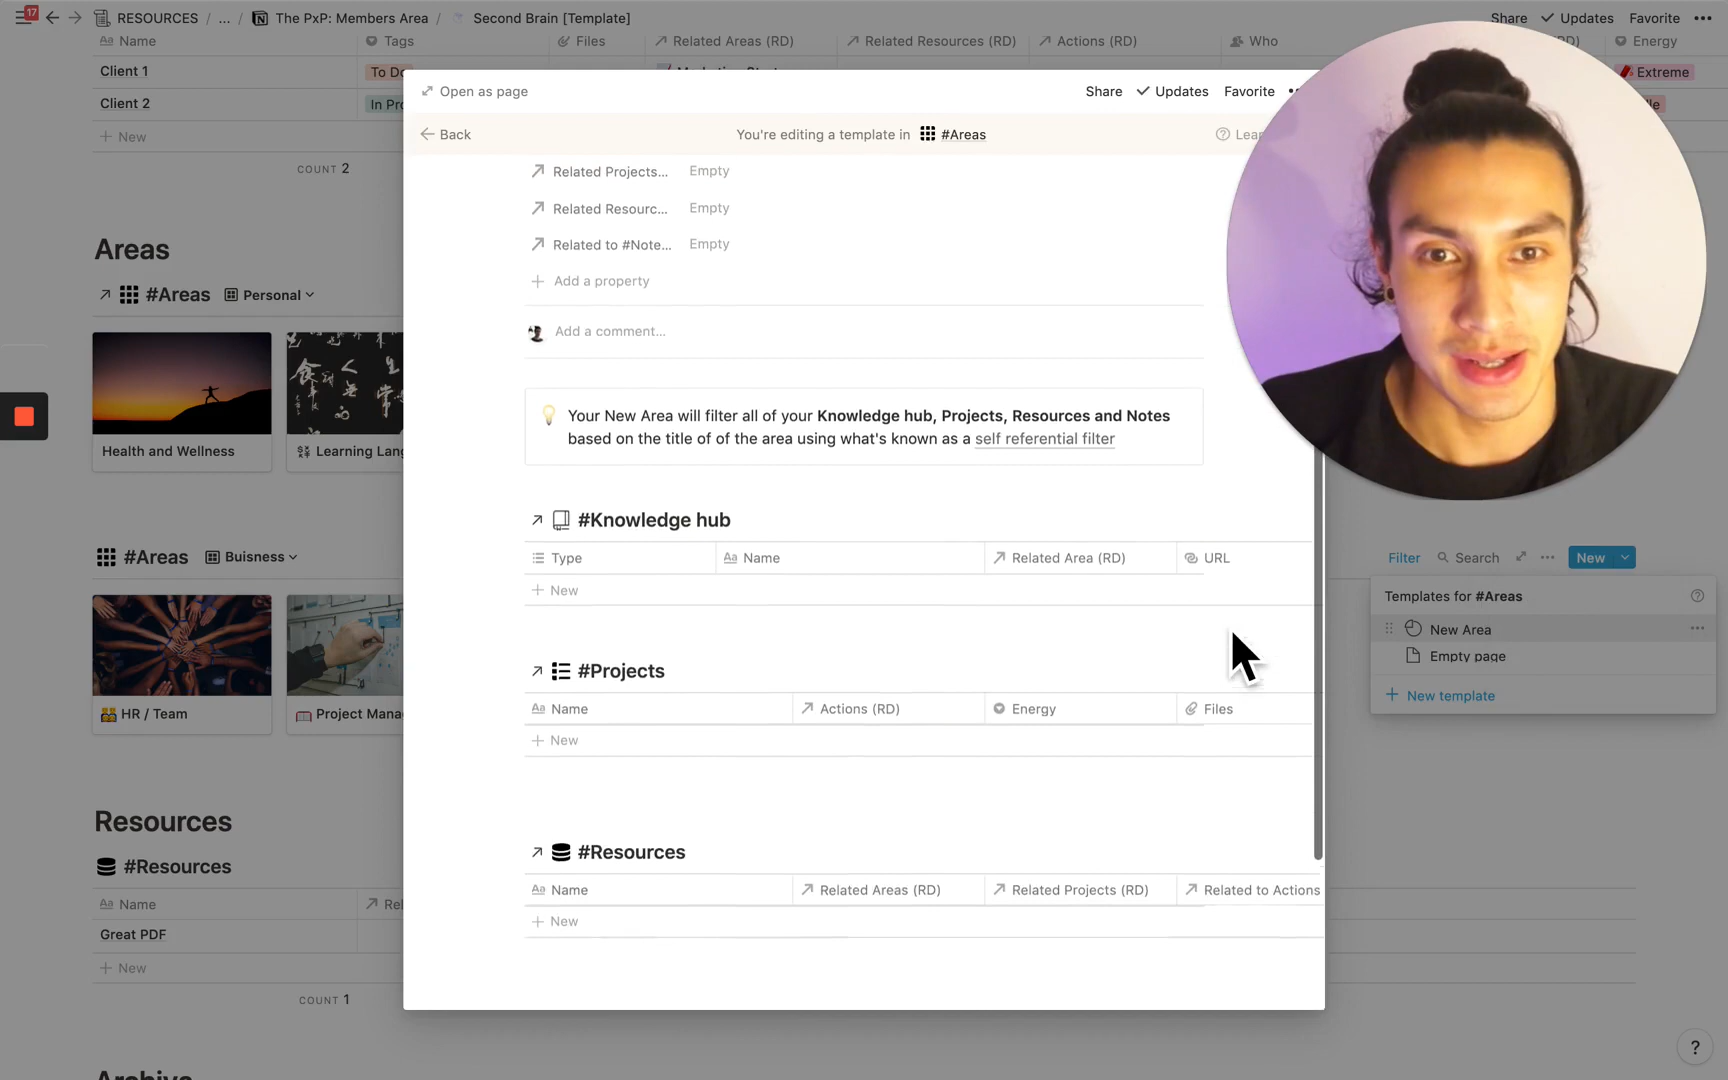 17
RESOURCES / ... / The PxP: Members Area / Second Brain [Template]
Share Updates Favorite
Name Tags Files Related Areas (RD) Related Resources (RD) Actions (RD) Who Energy
Client 1 To Do Extreme
Client 2
+ New
COUNT 2
Open as page
Share Updates Favorite
Back
You're editing a template in #Areas
Related Projects... Empty
Related Resourc... Empty
Related to #Note... Empty
+ Add a property
Add a comment...
Your New Area will filter all of your Knowledge hub, Projects, Resources and Notes
based on the title of of the area using what's known as a self referential filter
#Knowledge hub
Type Name Related Area (RD) URL
+ New
#Projects
Name Actions (RD) Energy Files
+ New
#Resources
Name Related Areas (RD) Related Projects (RD) Related to Actions
+ New
Areas
#Areas Personal
Health and Wellness
Learning Lang
#Areas Buisness
Filter Search New
HR / Team
Project Mana
Templates for #Areas
New Area
Empty page
+ New template
Resources
#Resources
Name
Great PDF
+ New
COUNT 1
Archive
?